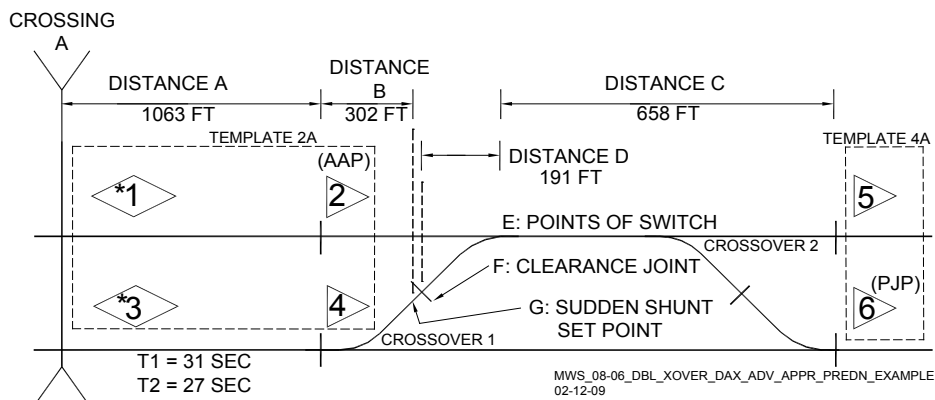 CROSSING
A
DISTANCE A
1063 FT
DISTANCE
B
302 FT
DISTANCE C
658 FT
TEMPLATE 2A
TEMPLATE 4A
(AAP)
DISTANCE D
191 FT
*1
2
5
E: POINTS OF SWITCH
CROSSOVER 2
F: CLEARANCE JOINT
*3
4
G: SUDDEN SHUNT
SET POINT
(PJP)
6
CROSSOVER 1
T1 = 31 SEC
T2 = 27 SEC
MWS_08-06_DBL_XOVER_DAX_ADV_APPR_PREDN_EXAMPLE
02-12-09